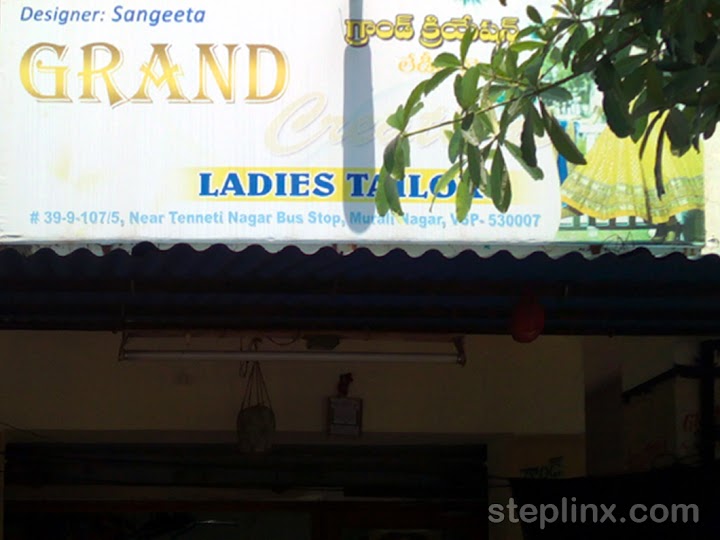 Designer: Sangeeta
గ్రాండ్ క్రియేషన్స్
GRAND
Creations
LADIES TAILOR
# 39-9-107/5, Near Tenneti Nagar Bus Stop, Murali Nagar, VSP- 530007
steplinx.com